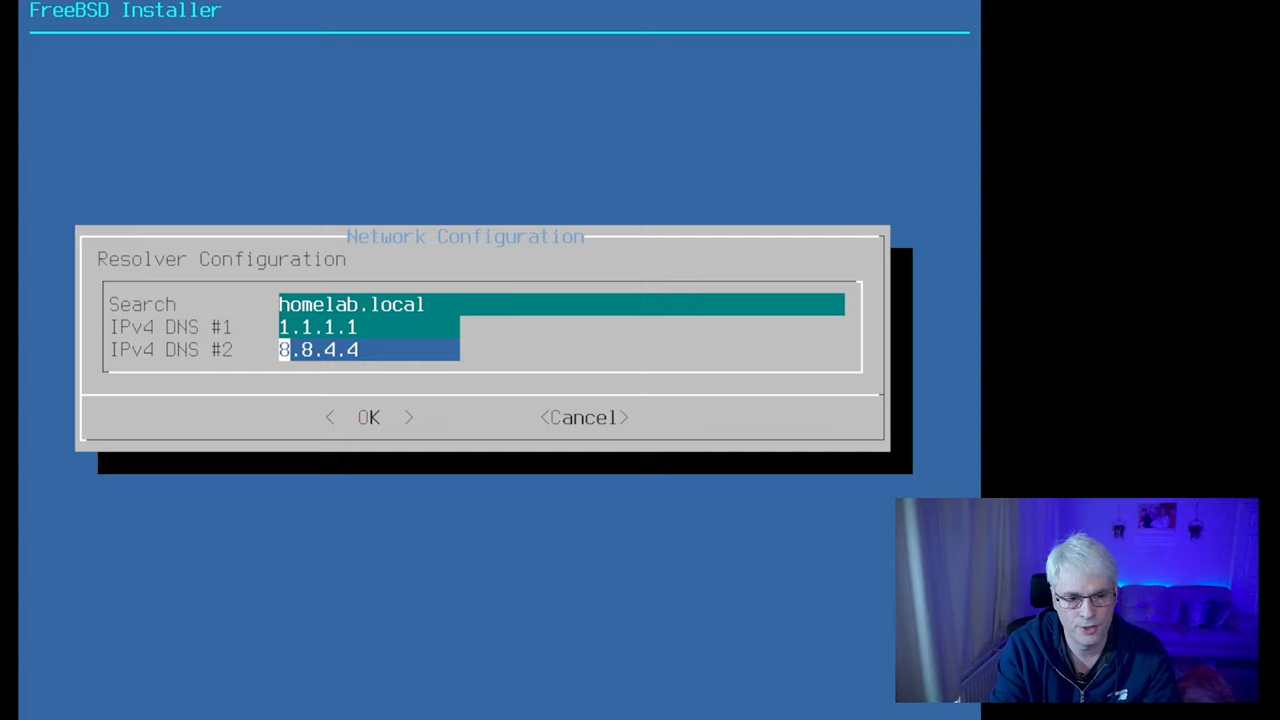 FreeBSD Installer
Network Configuration
Resolver Configuration
Search homelab.local
IPv4 DNS #1 1.1.1.1
IPv4 DNS #2 8.8.4.4
< OK > <Cancel>